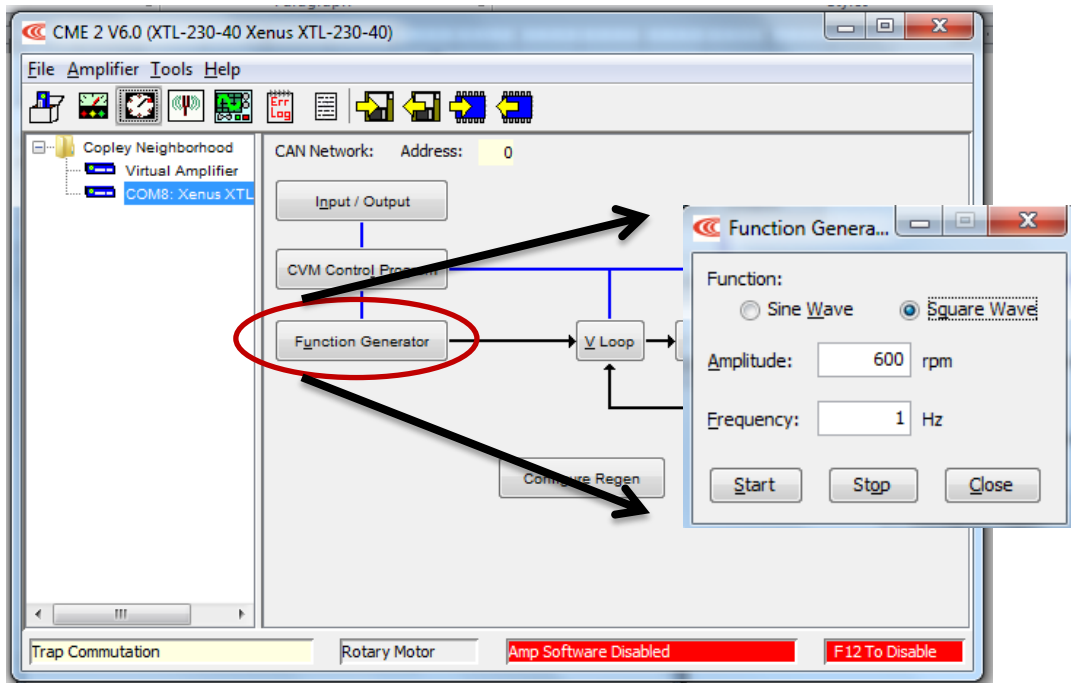 CME 2 V6.0 (XTL-230-40 Xenus XTL-230-40)
File Amplifier Tools Help
Err
Log
Copley Neighborhood
Virtual Amplifier
COM8: Xenus XTL
CAN Network: Address: 0
Input / Output
CVM Control Program
Function Generator
V Loop
Configure Regen
Function Genera...
Function:
Sine Wave Square Wave
Amplitude: 600 rpm
Frequency: 1 Hz
Start Stop Close
Trap Commutation Rotary Motor Amp Software Disabled F12 To Disable